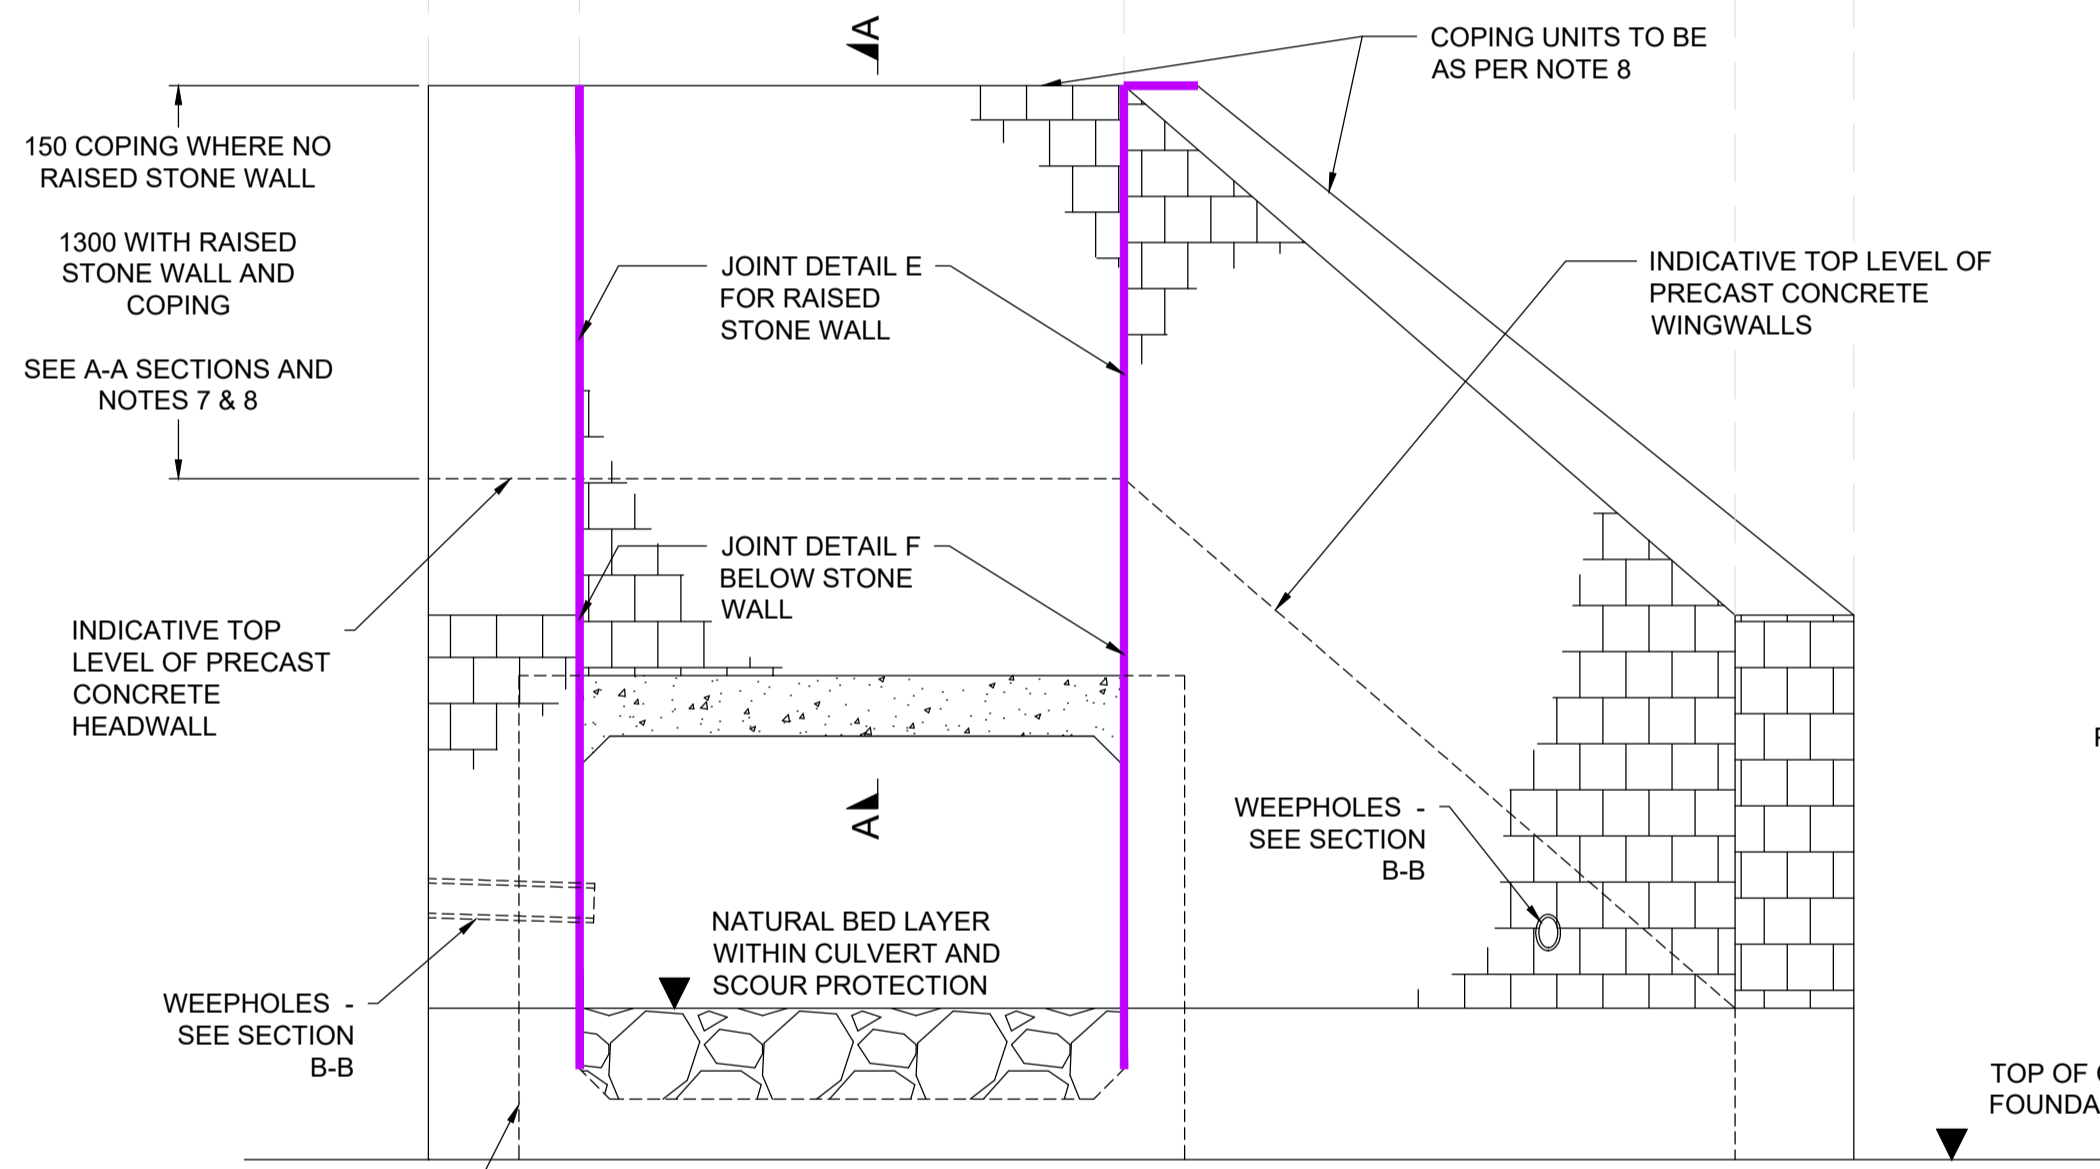 A
COPING UNITS TO BE
AS PER NOTE 8
150 COPING WHERE NO
RAISED STONE WALL
1300 WITH RAISED
STONE WALL AND
COPING
SEE A-A SECTIONS AND
NOTES 7 & 8
JOINT DETAIL E
FOR RAISED
STONE WALL
INDICATIVE TOP LEVEL OF
PRECAST CONCRETE
WINGWALLS
JOINT DETAIL F
BELOW STONE
WALL
INDICATIVE TOP
LEVEL OF PRECAST
CONCRETE
HEADWALL
A
WEEPHOLES -
SEE SECTION
B-B
NATURAL BED LAYER
WITHIN CULVERT AND
SCOUR PROTECTION
WEEPHOLES -
SEE SECTION
B-B
TOP OF